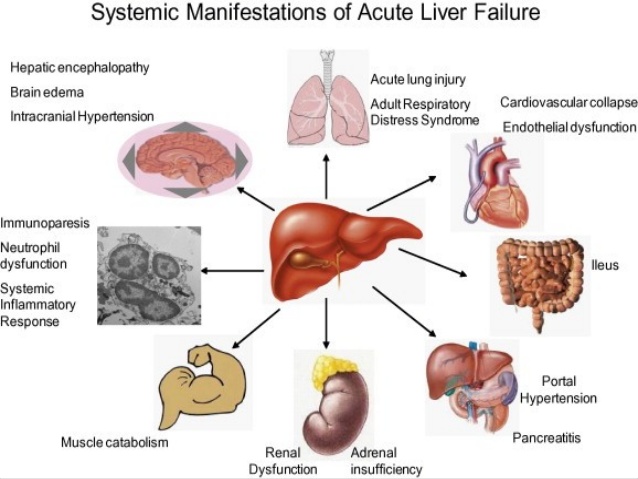 Systemic Manifestations of Acute Liver Failure
Hepatic encephalopathy
Brain edema
Intracranial Hypertension
Acute lung injury
Adult Respiratory
Distress Syndrome
Cardiovascular collapse
Endothelial dysfunction
Immunoparesis
Neutrophil
dysfunction
Systemic
Inflammatory
Response
Ileus
Muscle catabolism
Renal
Dysfunction
Adrenal
insufficiency
Portal
Hypertension
Pancreatitis